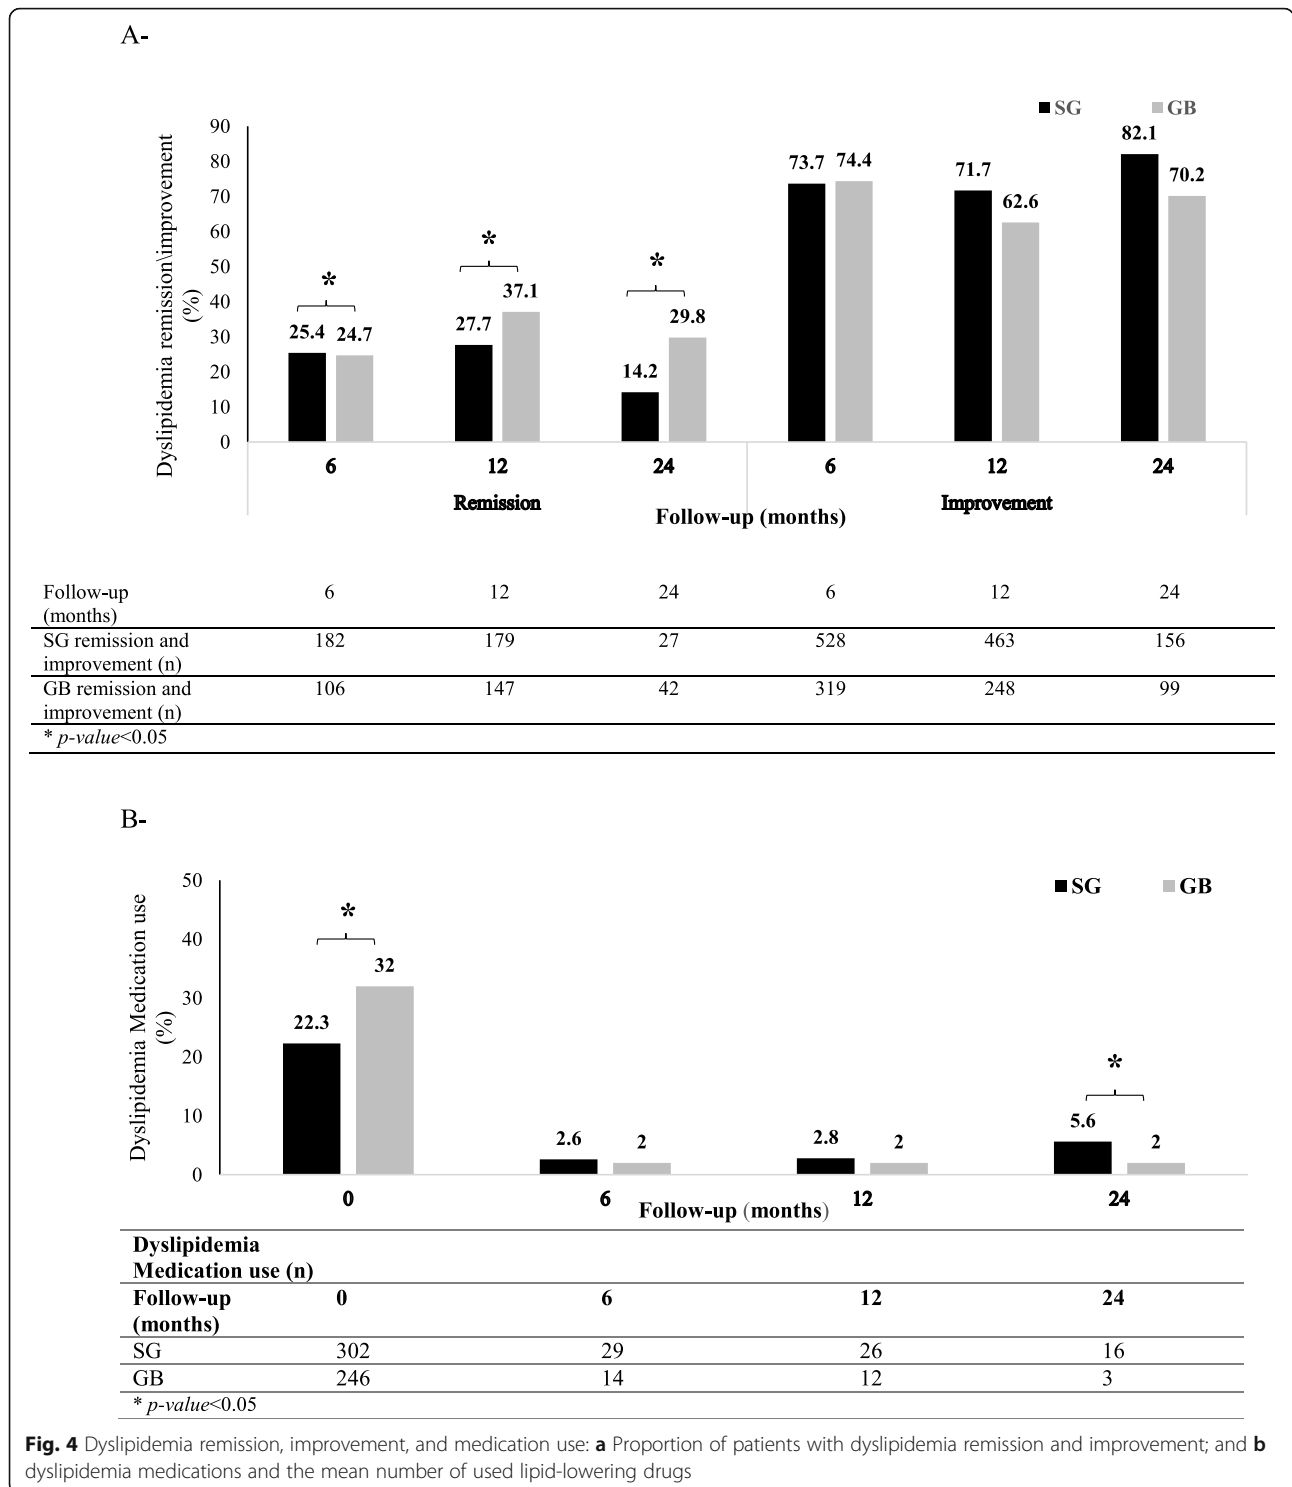 A-
SG GB
Dyslipidemia remission\improvement
(%)
90
80
70
60
50
40
30
20
10
0
25.4 24.7 27.7 37.1 14.2 29.8 73.7 74.4 71.7 62.6 82.1 70.2
* * *
6 12 24 6 12 24
Remission Improvement
Follow-up (months)
Follow-up 6 12 24 6 12 24
(months)
SG remission and 182 179 27 528 463 156
improvement (n)
GB remission and 106 147 42 319 248 99
improvement (n)
* p-value<0.05
B-
SG GB
Dyslipidemia Medication use
(%)
50
40
30
20
10
0
* *
22.3 32 2.6 2 2.8 2 5.6 2
0 6 12 24
Follow-up (months)
Dyslipidemia
Medication use (n)
Follow-up 0 6 12 24
(months)
SG 302 29 26 16
GB 246 14 12 3
* p-value<0.05
Fig. 4 Dyslipidemia remission, improvement, and medication use: a Proportion of patients with dyslipidemia remission and improvement; and b
dyslipidemia medications and the mean number of used lipid-lowering drugs